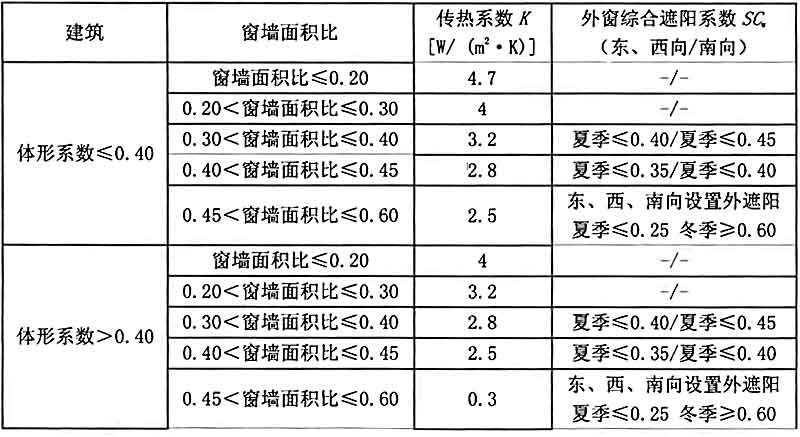 建筑 窗墙面积比 传热系数K [W/(m²·K)] 外窗综合遮阳系数SCw (东、西向/南向)
体形系数≤0.40 窗墙面积比≤0.20 4.7 -/-
0.20<窗墙面积比≤0.30 4 -/-
0.30<窗墙面积比≤0.40 3.2 夏季≤0.40/夏季≤0.45
0.40<窗墙面积比≤0.45 2.8 夏季≤0.35/夏季≤0.40
0.45<窗墙面积比≤0.60 2.5 东、西、南向设置外遮阳 夏季≤0.25 冬季≥0.60
体形系数>0.40 窗墙面积比≤0.20 4 -/-
0.20<窗墙面积比≤0.30 3.2 -/-
0.30<窗墙面积比≤0.40 2.8 夏季≤0.40/夏季≤0.45
0.40<窗墙面积比≤0.45 2.5 夏季≤0.35/夏季≤0.40
0.45<窗墙面积比≤0.60 0.3 东、西、南向设置外遮阳 夏季≤0.25 冬季≥0.60